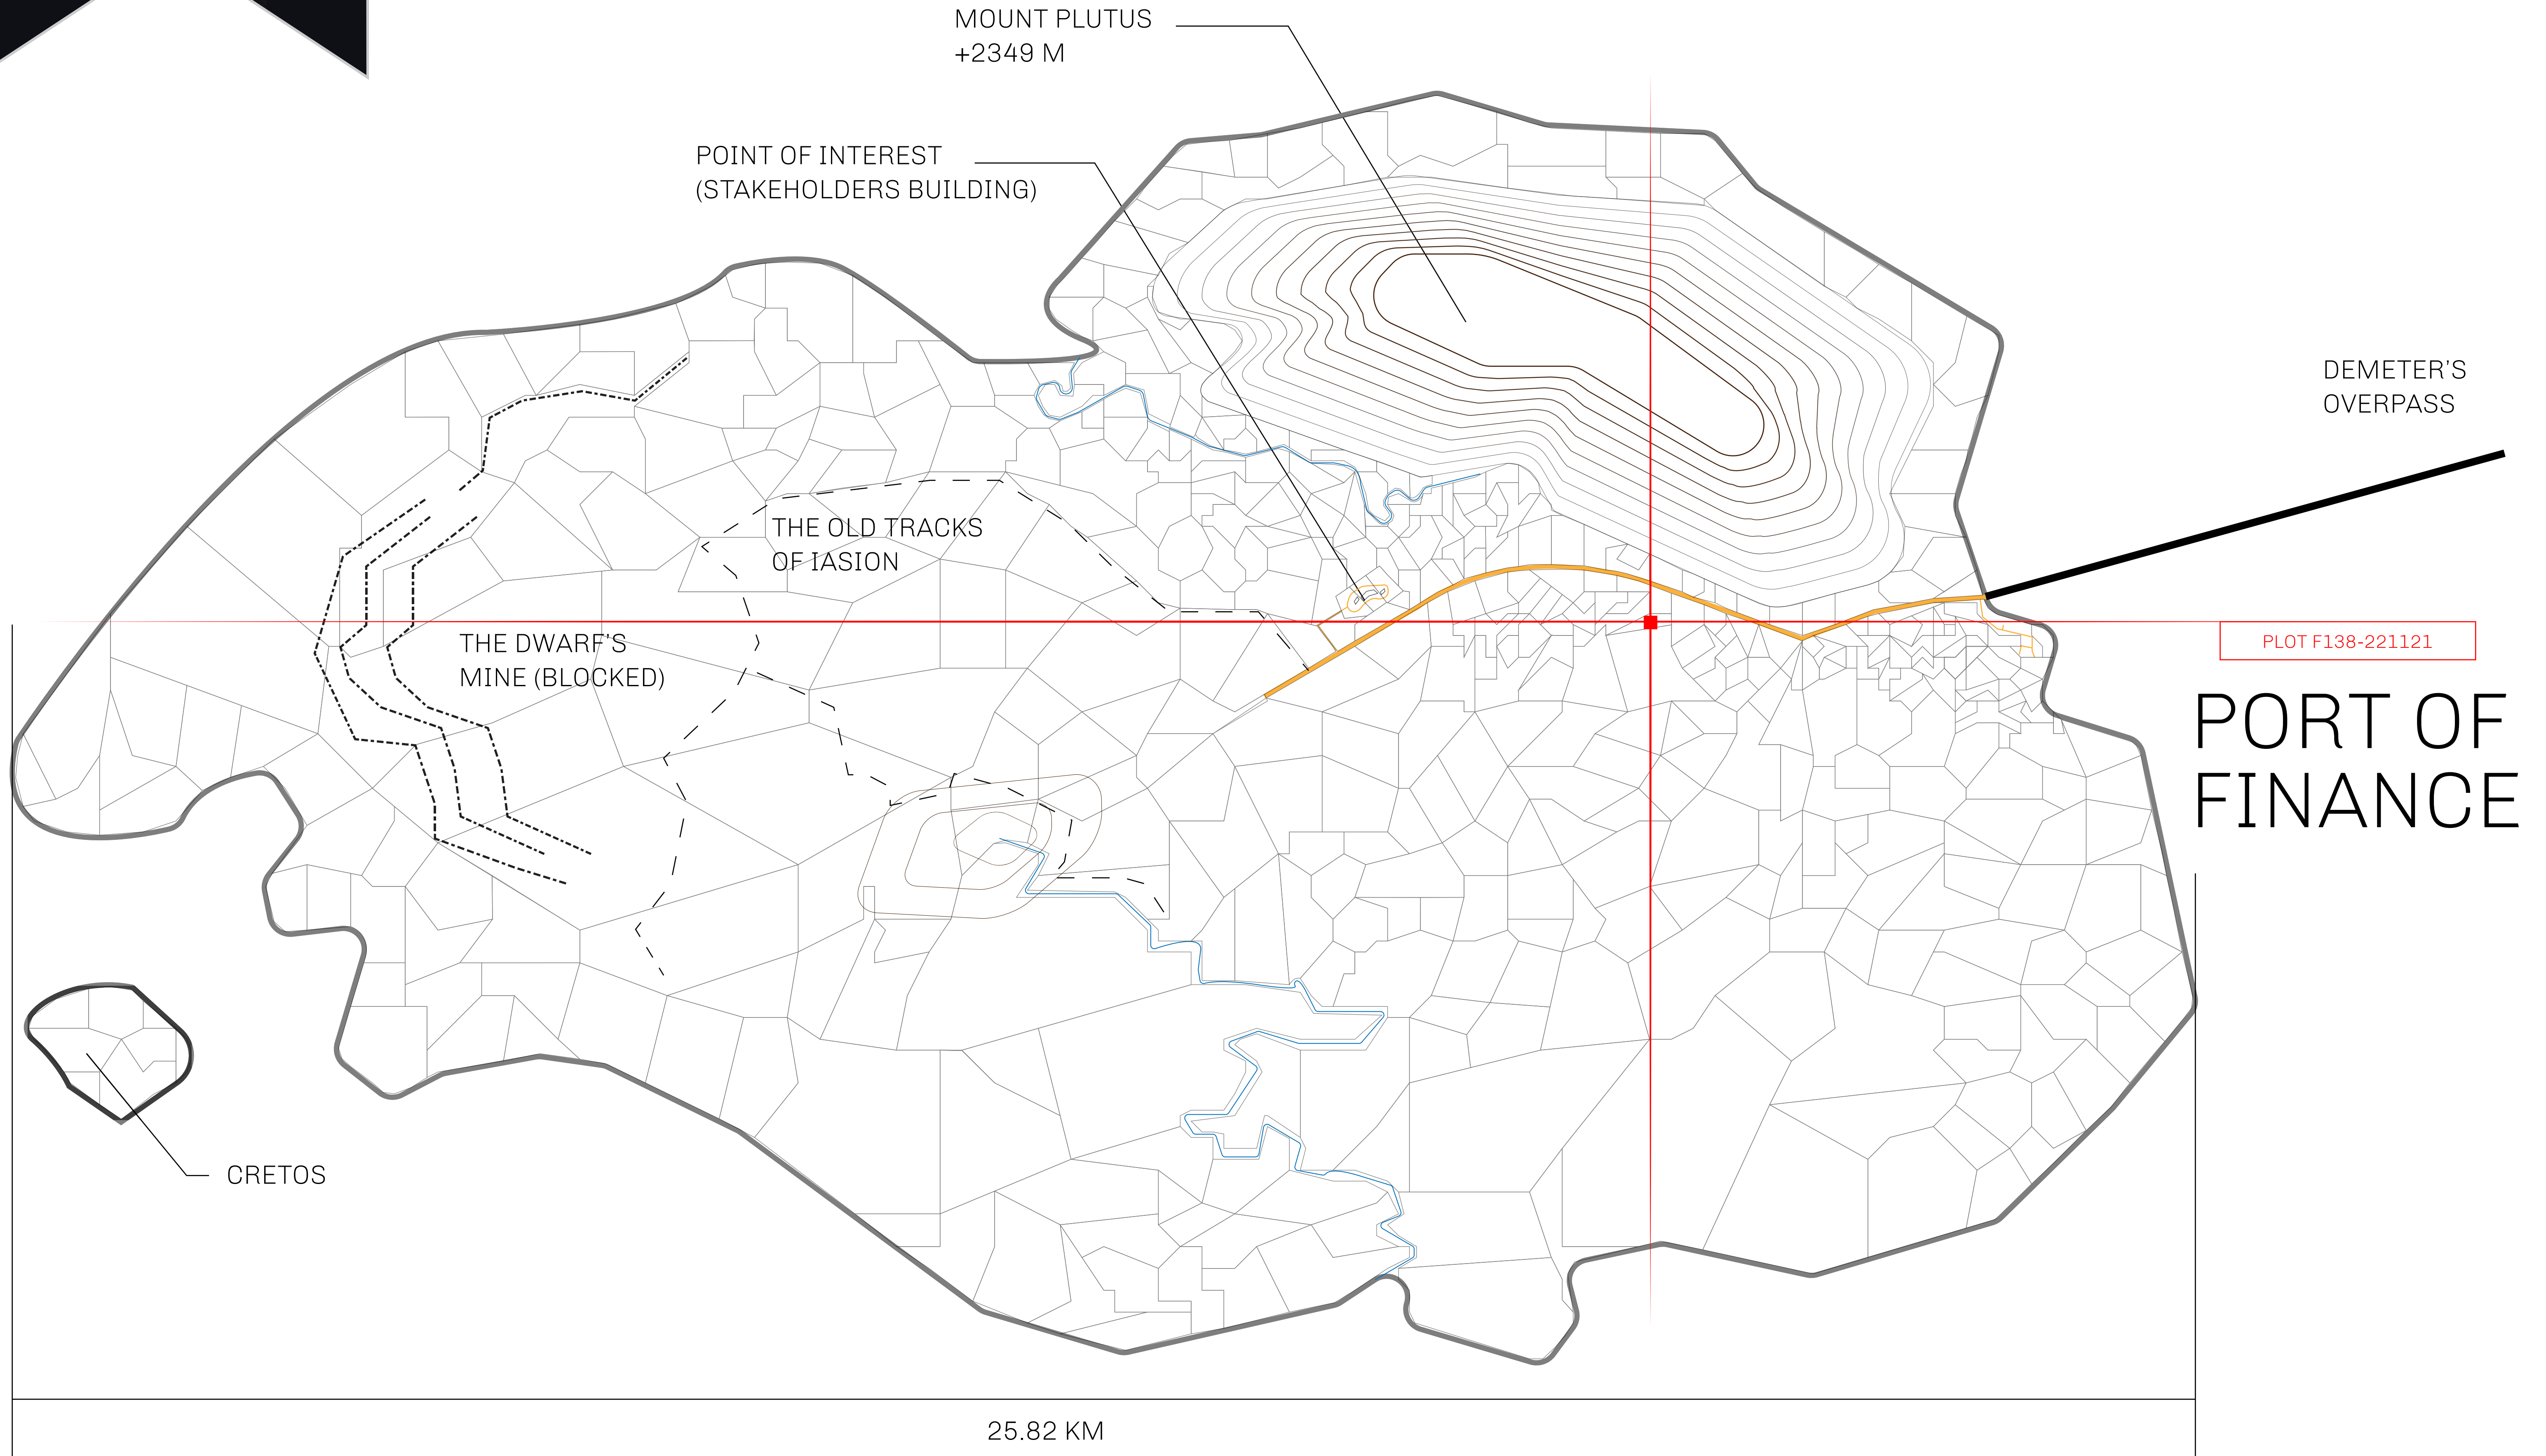 MOUNT PLUTUS
+2349 M
POINT OF INTEREST
(STAKEHOLDERS BUILDING)
DEMETER'S
OVERPASS
THE OLD TRACKS
OF IASION
THE DWARF'S
MINE (BLOCKED)
PLOT F138-221121
PORT OF
FINANCE
CRETOS
25.82 KM